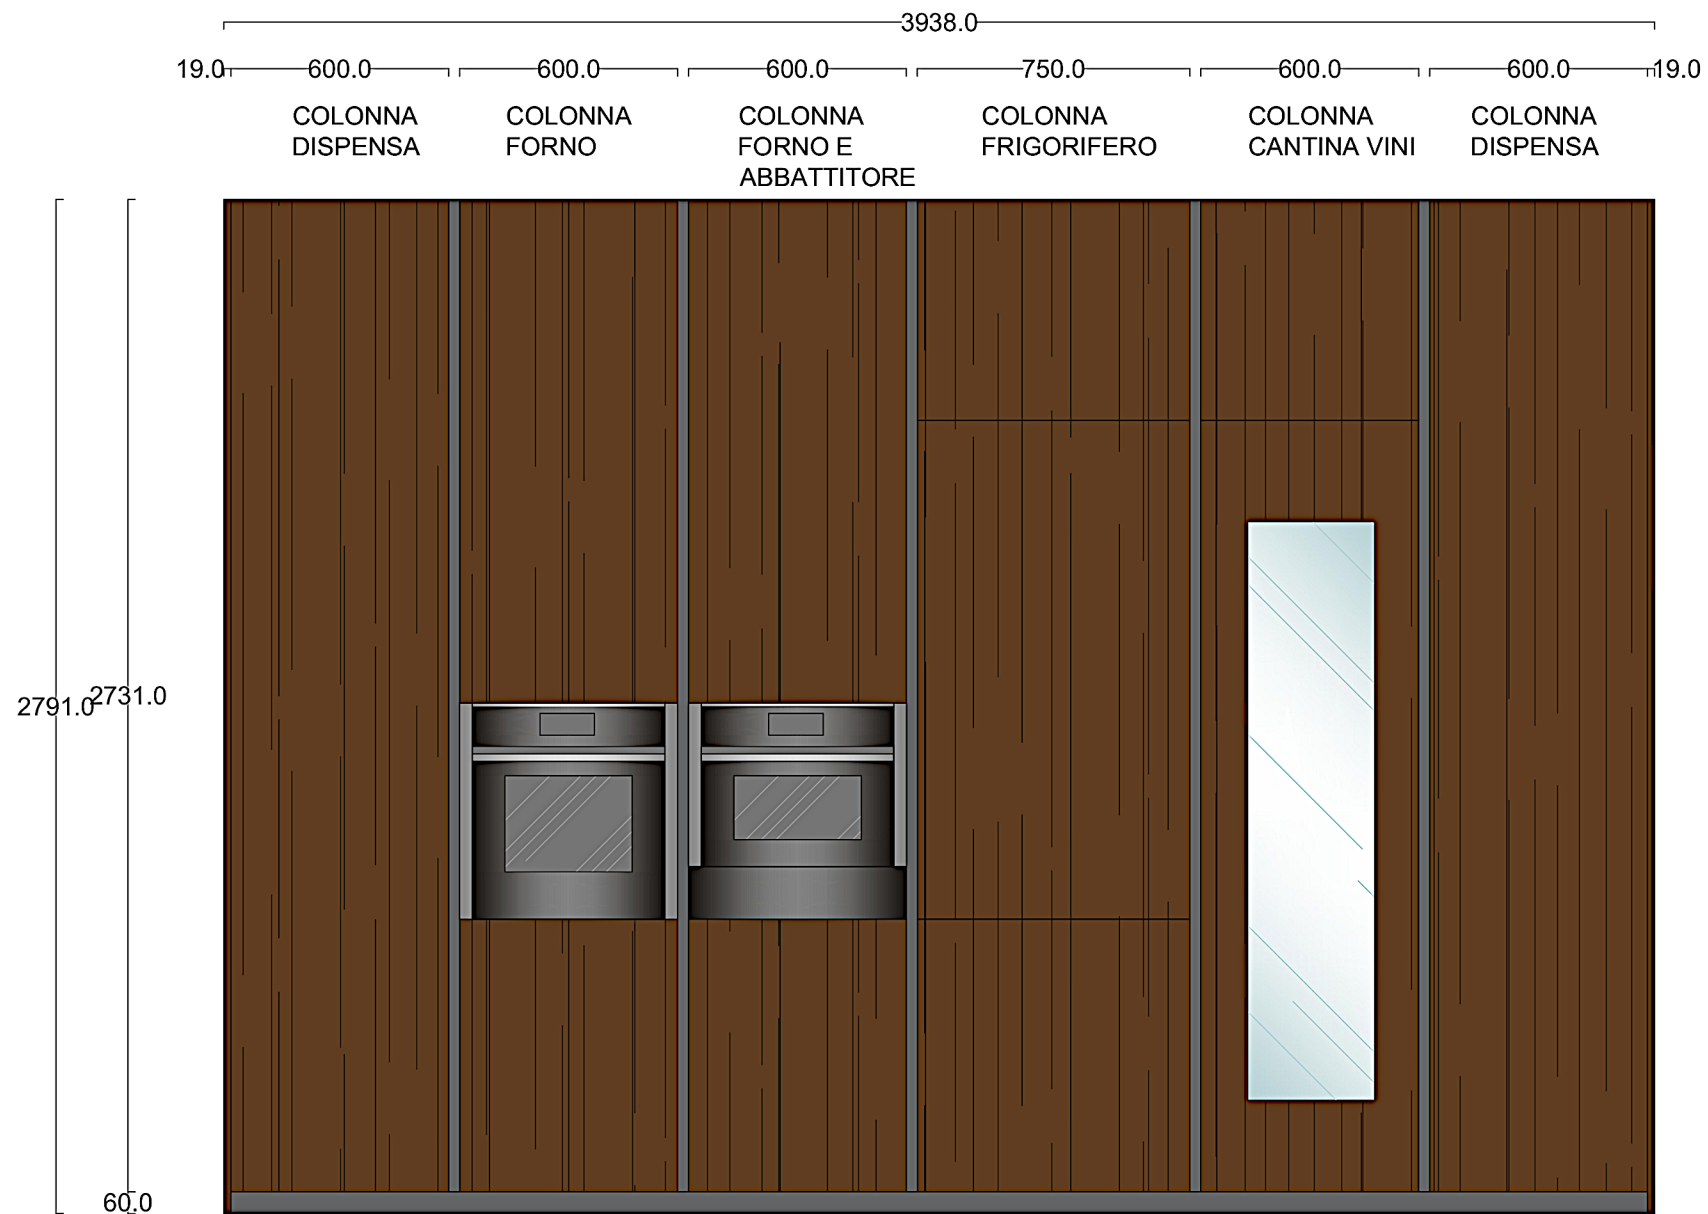 3938.0
19.0 600.0 600.0 600.0 750.0 600.0 600.0 19.0
COLONNA DISPENSA
COLONNA FORNO
COLONNA FORNO E ABBATTITORE
COLONNA FRIGORIFERO
COLONNA CANTINA VINI
COLONNA DISPENSA
2791.0
2731.0
60.0